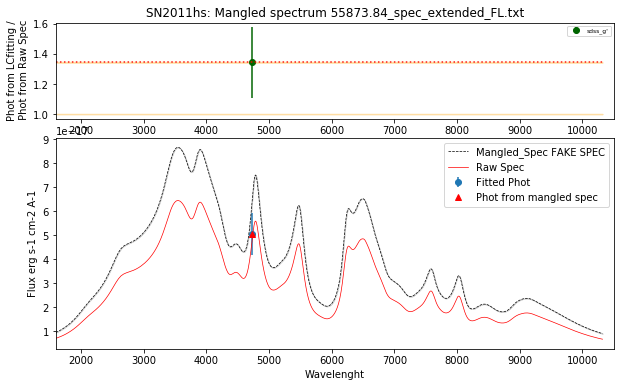 SN2011hs: Mangled spectrum 55873.84_spec_extended_FL.txt
Phot from LCfitting /
Phot from Raw Spec
1.6
1.4
1.2
1.0
sdss_g'
2000 3000 4000 5000 6000 7000 8000 9000 10000
1e−17
Flux erg s-1 cm-2 A-1
9
8
7
6
5
4
3
2
1
Mangled_Spec FAKE SPEC
Raw Spec
Fitted Phot
Phot from mangled spec
2000 3000 4000 5000 6000 7000 8000 9000 10000
Wavelenght